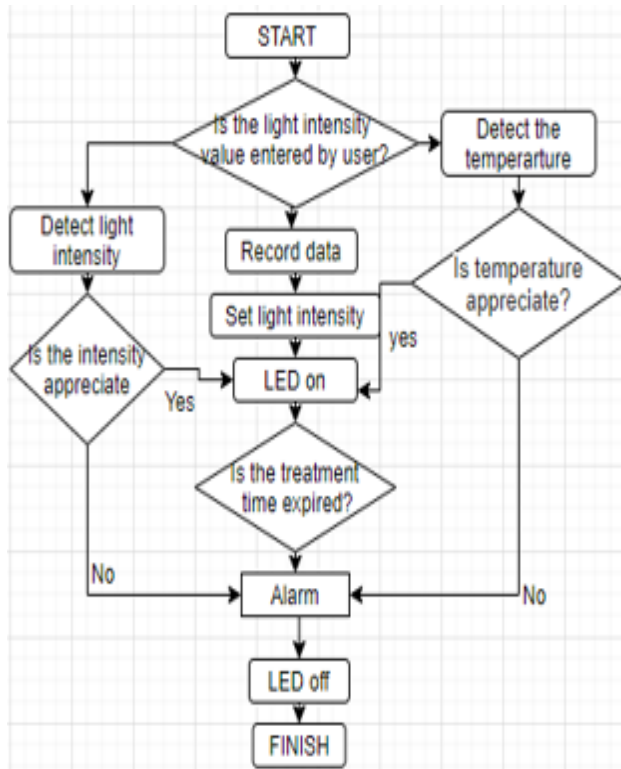 START
Is the light intensity
value entered by user?
Detect the
temperarture
Detect light
intensity
Record data
Is temperature
appreciate?
Set light intensity
Is the intensity
appreciate
yes
LED on
Yes
Is the treatment
time expired?
No
Alarm
No
LED off
FINISH